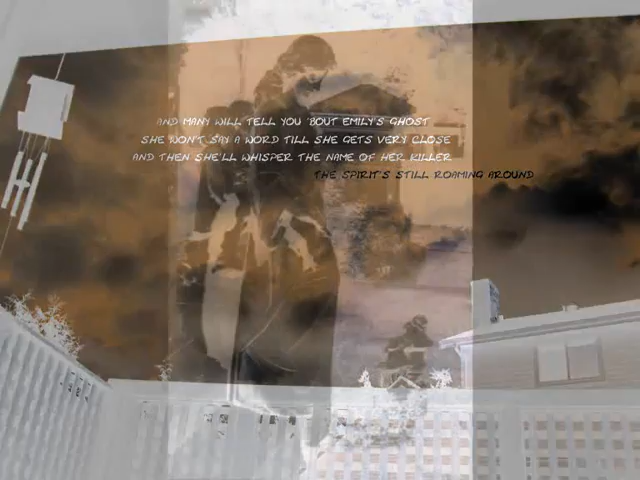 AND MANY WILL TELL YOU 'BOUT EMILY'S GHOST
SHE WON'T SAY A WORD TILL SHE GETS VERY CLOSE
AND THEN SHE'LL WHISPER THE NAME OF HER KILLER
THE SPIRIT'S STILL ROAMING AROUND